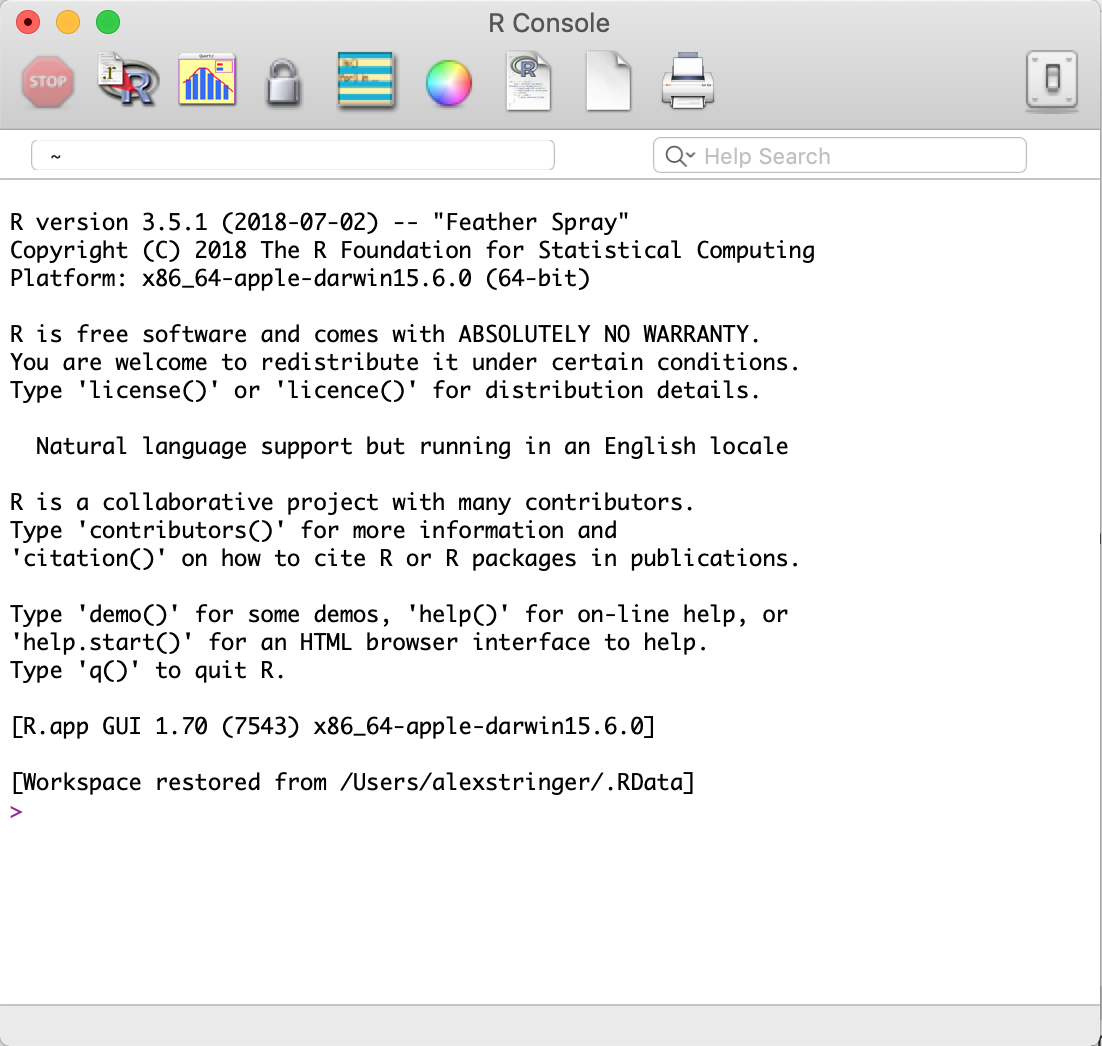 R Console
STOP
~
Help Search
R version 3.5.1 (2018-07-02) -- "Feather Spray"
Copyright (C) 2018 The R Foundation for Statistical Computing
Platform: x86_64-apple-darwin15.6.0 (64-bit)
R is free software and comes with ABSOLUTELY NO WARRANTY.
You are welcome to redistribute it under certain conditions.
Type 'license()' or 'licence()' for distribution details.
Natural language support but running in an English locale
R is a collaborative project with many contributors.
Type 'contributors()' for more information and
'citation()' on how to cite R or R packages in publications.
Type 'demo()' for some demos, 'help()' for on-line help, or
'help.start()' for an HTML browser interface to help.
Type 'q()' to quit R.
[R.app GUI 1.70 (7543) x86_64-apple-darwin15.6.0]
[Workspace restored from /Users/alexstringer/.RData]
>